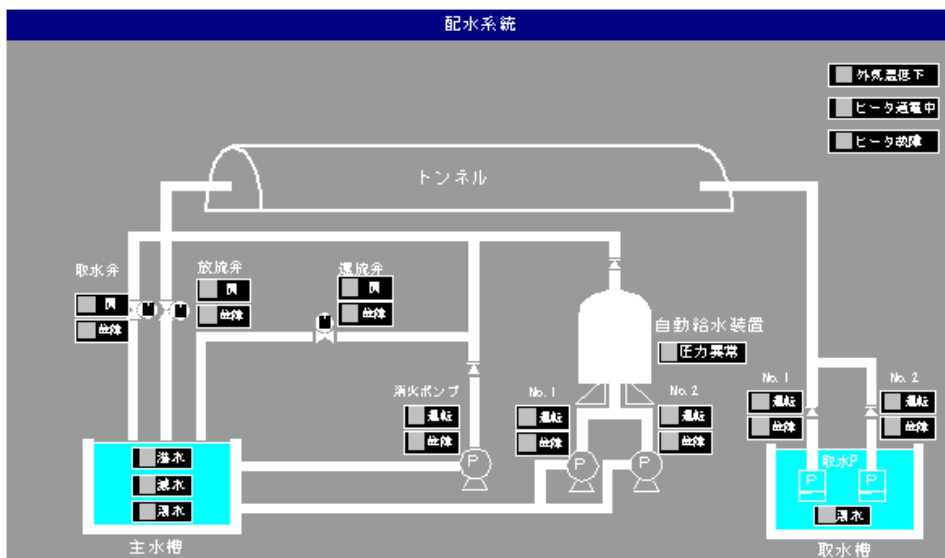 配水系統
外気温低下
ヒータ通電中
ヒータ故障
トンネル
取水弁
故障
放流弁
故障
還流弁
故障
自動給水装置
圧力異常
消火ポンプ
運転
故障
No.1
運転
故障
No.2
運転
故障
No.1
運転
故障
No.2
運転
故障
P
P
P
取水P
P
P
満水
減水
渇水
主水槽
渇水
取水槽